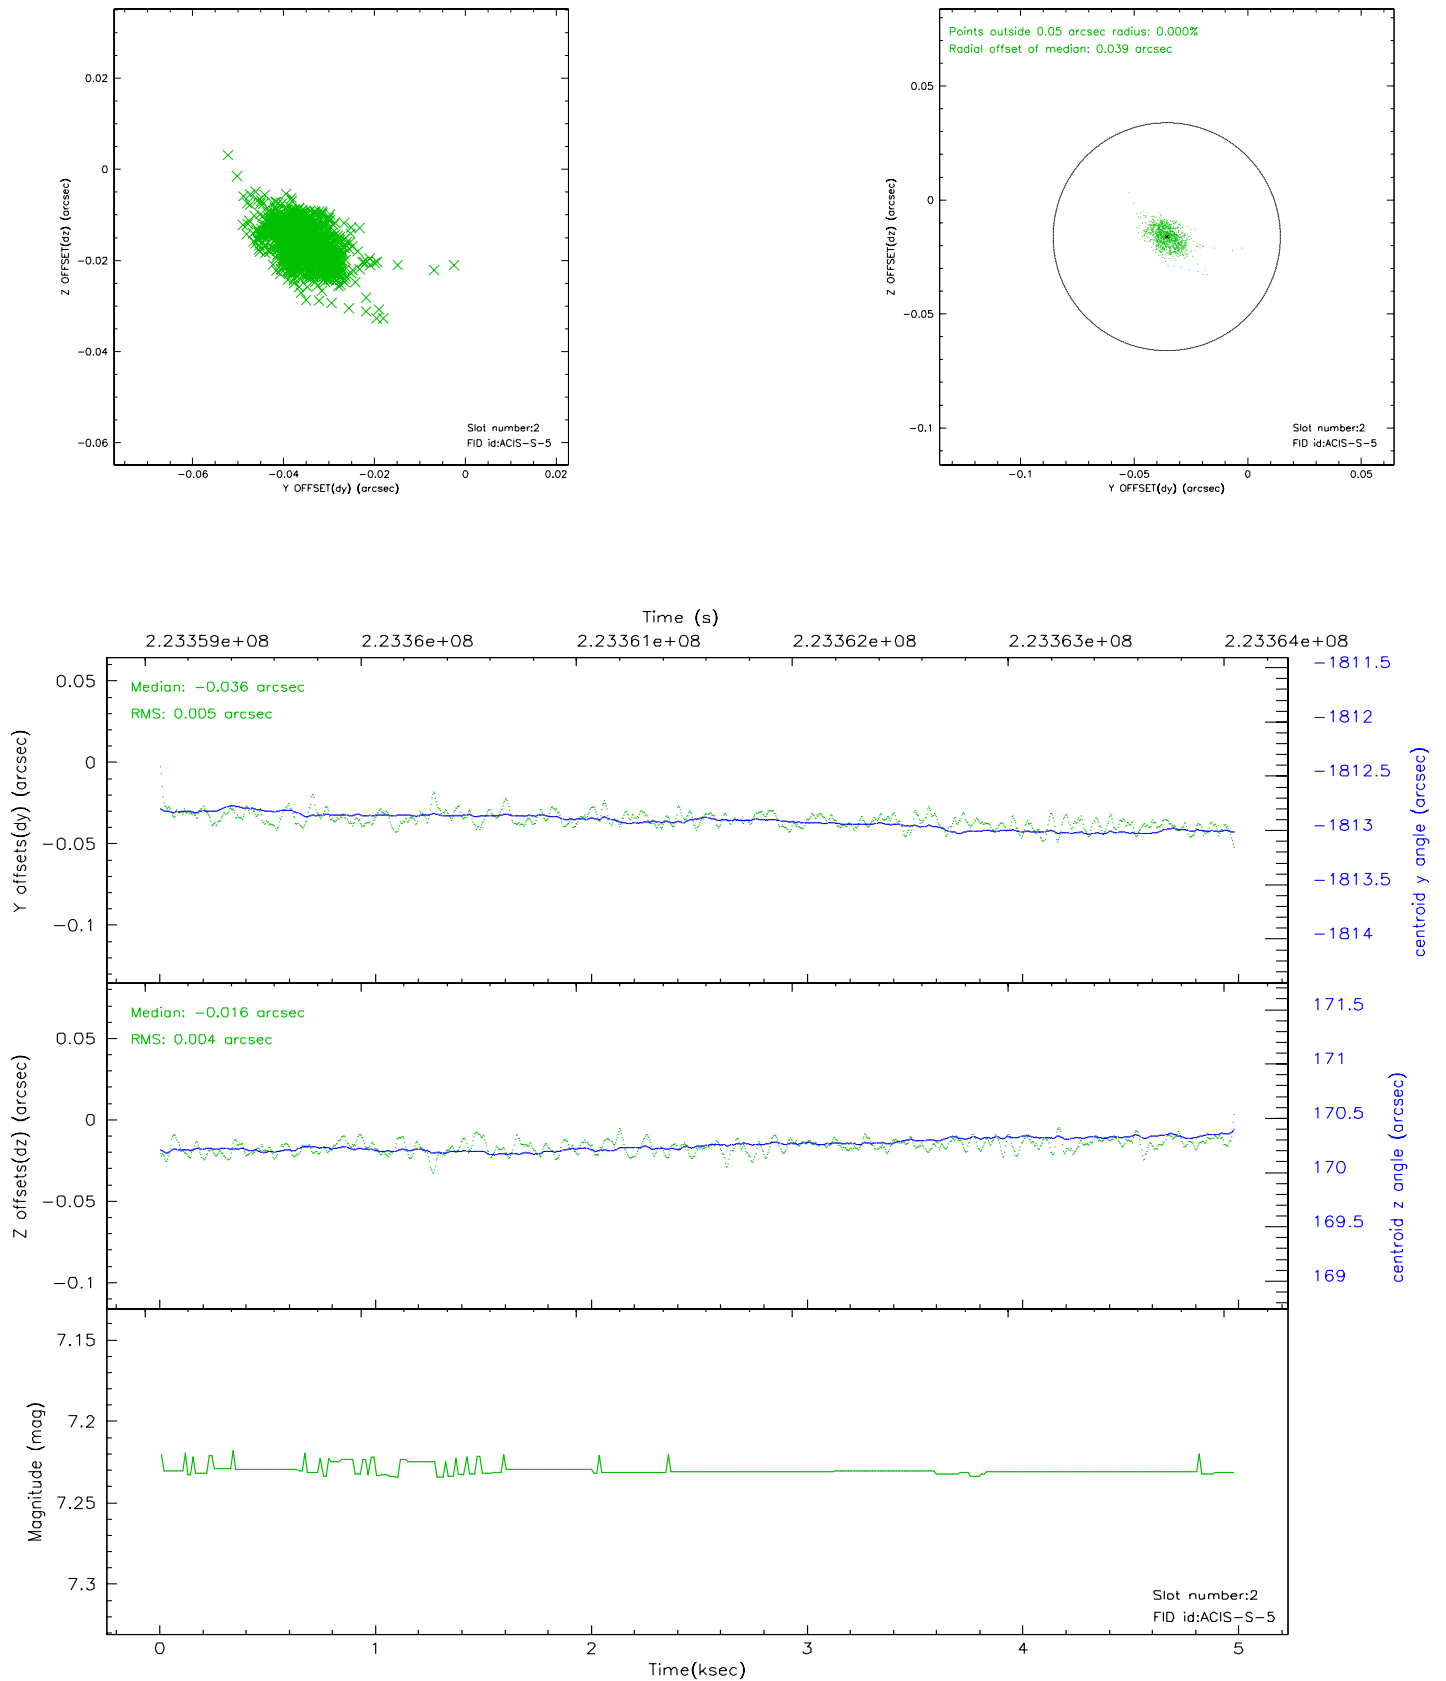 0.02
0
-0.02
-0.04
-0.06
Z OFFSET(dz) (arcsec)
Slot number:2
FID id:ACIS-S-5
-0.06 -0.04 -0.02 0 0.02
Y OFFSET(dy) (arcsec)
Points outside 0.05 arcsec radius: 0.000%
Radial offset of median: 0.039 arcsec
0.05
0
-0.05
-0.1
Z OFFSET(dz) (arcsec)
Slot number:2
FID id:ACIS-S-5
-0.1 -0.05 0 0.05
Y OFFSET(dy) (arcsec)
Time (s)
2.23359e+08 2.2336e+08 2.23361e+08 2.23362e+08 2.23363e+08 2.23364e+08
Median: -0.036 arcsec
RMS: 0.005 arcsec
0.05
0
-0.05
-0.1
Y offsets(dy) (arcsec)
-1811.5
-1812
-1812.5
-1813
-1813.5
-1814
centroid y angle (arcsec)
Median: -0.016 arcsec
RMS: 0.004 arcsec
0.05
0
-0.05
-0.1
Z offsets(dz) (arcsec)
171.5
171
170.5
170
169.5
169
centroid z angle (arcsec)
7.15
7.2
7.25
7.3
Magnitude (mag)
Slot number:2
FID id:ACIS-S-5
0 1 2 3 4 5
Time(ksec)